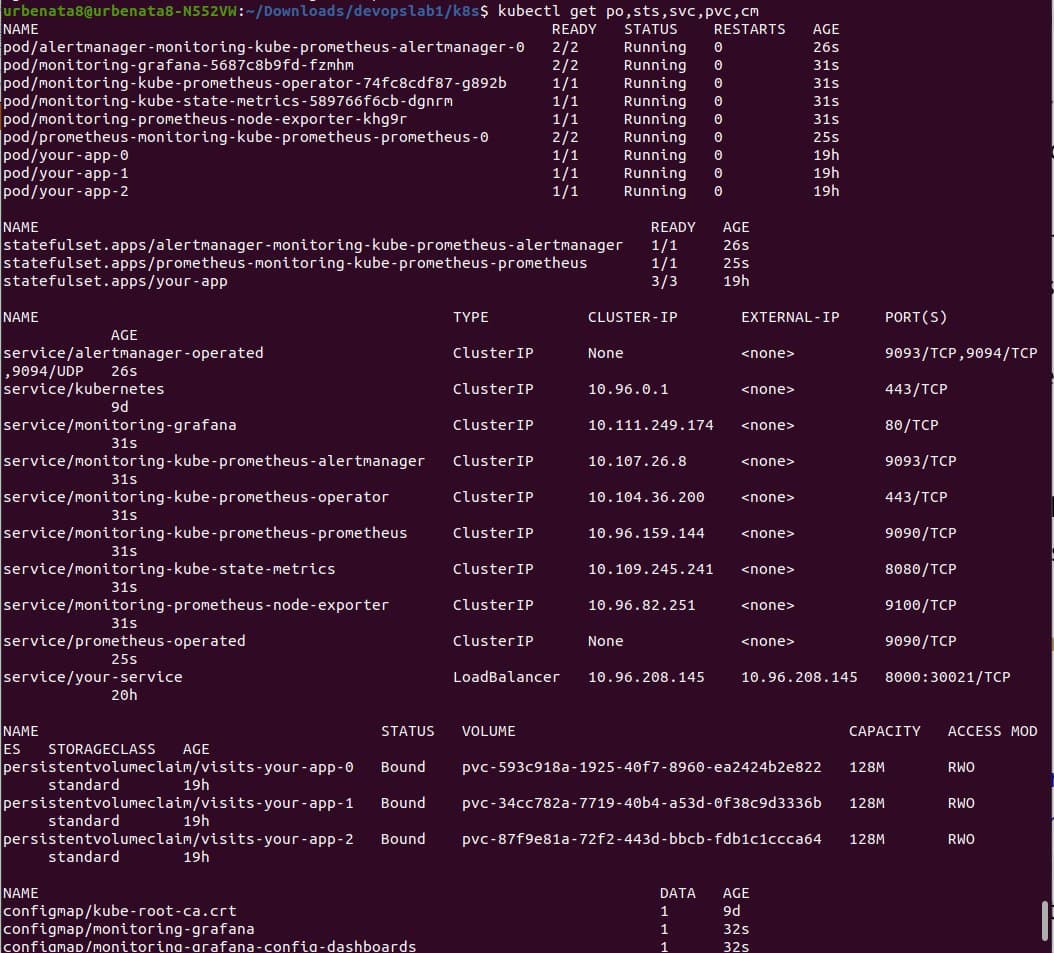 urbenata8@urbenata8-N552VW:~/Downloads/devopslab1/k8s$ kubectl get po,sts,svc,pvc,cm
NAME READY STATUS RESTARTS AGE
pod/alertmanager-monitoring-kube-prometheus-alertmanager-0 2/2 Running 0 26s
pod/monitoring-grafana-5687c8b9fd-fzmhm 2/2 Running 0 31s
pod/monitoring-kube-prometheus-operator-74fc8cdf87-g892b 1/1 Running 0 31s
pod/monitoring-kube-state-metrics-589766f6cb-dgnrm 1/1 Running 0 31s
pod/monitoring-prometheus-node-exporter-khg9r 1/1 Running 0 31s
pod/prometheus-monitoring-kube-prometheus-prometheus-0 2/2 Running 0 25s
pod/your-app-0 1/1 Running 0 19h
pod/your-app-1 1/1 Running 0 19h
pod/your-app-2 1/1 Running 0 19h
NAME READY AGE
statefulset.apps/alertmanager-monitoring-kube-prometheus-alertmanager 1/1 26s
statefulset.apps/prometheus-monitoring-kube-prometheus-prometheus 1/1 25s
statefulset.apps/your-app 3/3 19h
NAME TYPE CLUSTER-IP EXTERNAL-IP PORT(S)
AGE
service/alertmanager-operated ClusterIP None <none> 9093/TCP,9094/TCP
,9094/UDP 26s
service/kubernetes ClusterIP 10.96.0.1 <none> 443/TCP
9d
service/monitoring-grafana ClusterIP 10.111.249.174 <none> 80/TCP
31s
service/monitoring-kube-prometheus-alertmanager ClusterIP 10.107.26.8 <none> 9093/TCP
31s
service/monitoring-kube-prometheus-operator ClusterIP 10.104.36.200 <none> 443/TCP
31s
service/monitoring-kube-prometheus-prometheus ClusterIP 10.96.159.144 <none> 9090/TCP
31s
service/monitoring-kube-state-metrics ClusterIP 10.109.245.241 <none> 8080/TCP
31s
service/monitoring-prometheus-node-exporter ClusterIP 10.96.82.251 <none> 9100/TCP
31s
service/prometheus-operated ClusterIP None <none> 9090/TCP
25s
service/your-service LoadBalancer 10.96.208.145 10.96.208.145 8000:30021/TCP
20h
NAME STATUS VOLUME CAPACITY ACCESS MOD
ES STORAGECLASS AGE
persistentvolumeclaim/visits-your-app-0 Bound pvc-593c918a-1925-40f7-8960-ea2424b2e822 128M RWO
standard 19h
persistentvolumeclaim/visits-your-app-1 Bound pvc-34cc782a-7719-40b4-a53d-0f38c9d3336b 128M RWO
standard 19h
persistentvolumeclaim/visits-your-app-2 Bound pvc-87f9e81a-72f2-443d-bbcb-fdb1c1ccca64 128M RWO
standard 19h
NAME DATA AGE
configmap/kube-root-ca.crt 1 9d
configmap/monitoring-grafana 1 32s
configmap/monitoring-grafana-config-dashboards 1 32s